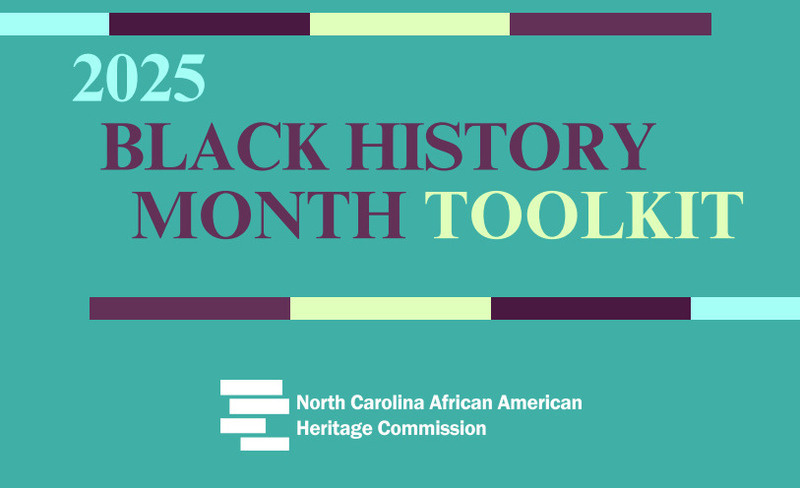 2025
BLACK HISTORY
MONTH TOOLKIT
North Carolina African American
Heritage Commission